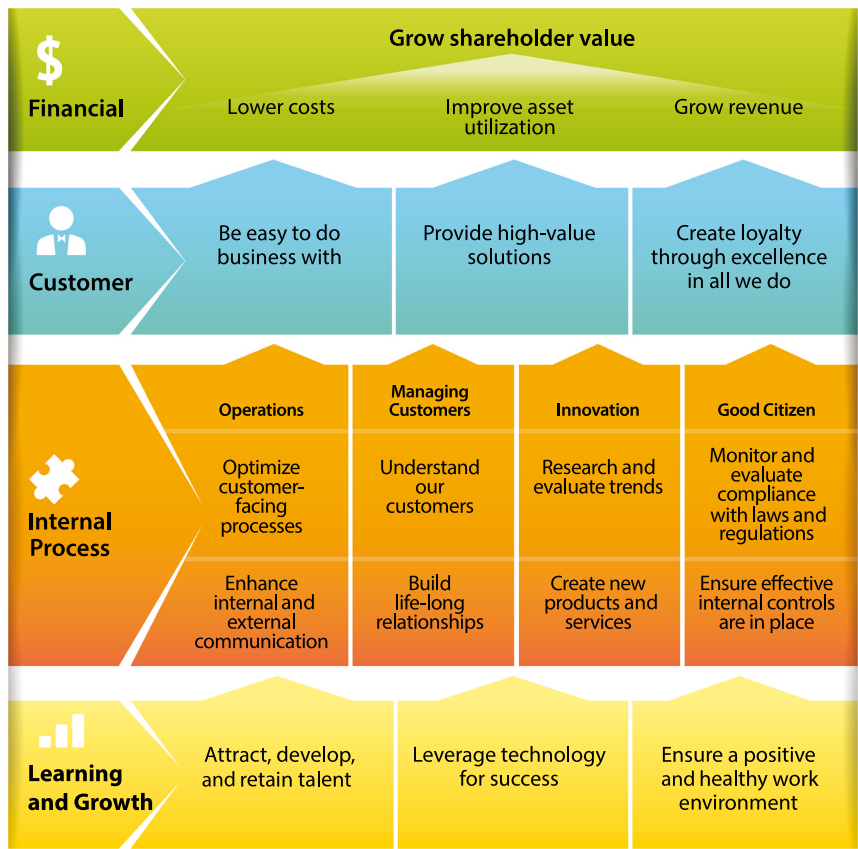 $
Financial
Grow shareholder value
Lower costs
Improve asset
utilization
Grow revenue
Customer
Be easy to do
business with
Provide high-value
solutions
Create loyalty
through excellence
in all we do
Internal
Process
Operations
Managing
Customers
Innovation
Good Citizen
Optimize
customer-
facing
processes
Understand
our
customers
Research and
evaluate trends
Monitor and
evaluate
compliance
with laws and
regulations
Enhance
internal and
external
communication
Build
life-long
relationships
Create new
products and
services
Ensure effective
internal controls
are in place
Learning
and Growth
Attract, develop,
and retain talent
Leverage technology
for success
Ensure a positive
and healthy work
environment